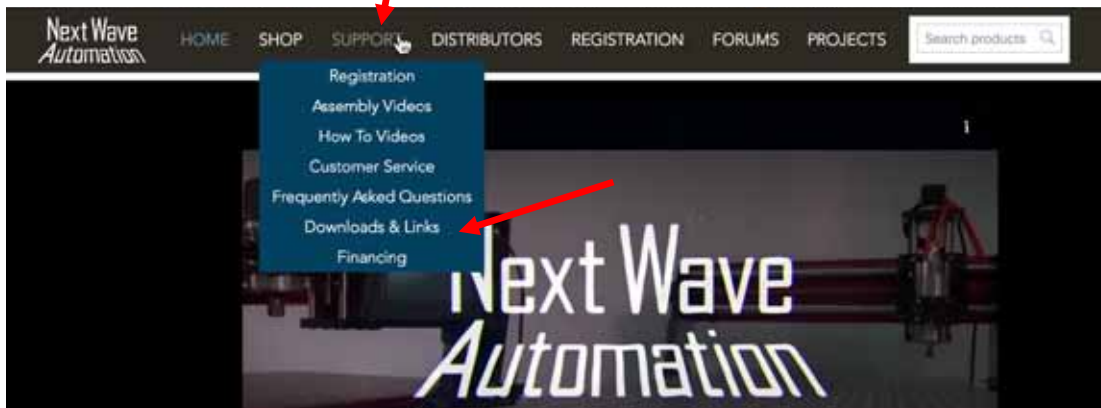 Next Wave
Automation
HOME SHOP SUPPORT DISTRIBUTORS REGISTRATION FORUMS PROJECTS Search products
Registration
Assembly Videos
How To Videos
Customer Service
Frequently Asked Questions
Downloads & Links
Financing
Next Wave
Automation